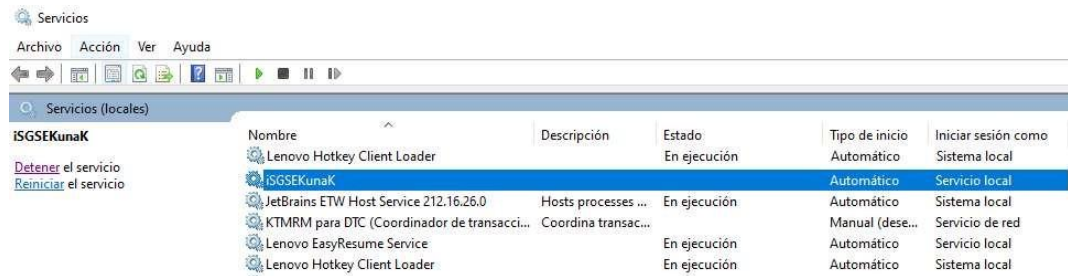 Servicios
Archivo Acción Ver Ayuda
Servicios (locales)
iSGSEKunaK
Detener el servicio
Reiniciar el servicio
Nombre Descripción Estado Tipo de inicio Iniciar sesión como
Lenovo Hotkey Client Loader En ejecución Automático Sistema local
iSGSEKunaK Automático Servicio local
JetBrains ETW Host Service 212.16.26.0 Hosts processes ... En ejecución Automático Sistema local
KTMRM para DTC (Coordinador de transacci... Coordina transac... Manual (dese... Servicio de red
Lenovo EasyResume Service En ejecución Automático Servicio local
Lenovo Hotkey Client Loader En ejecución Automático Sistema local